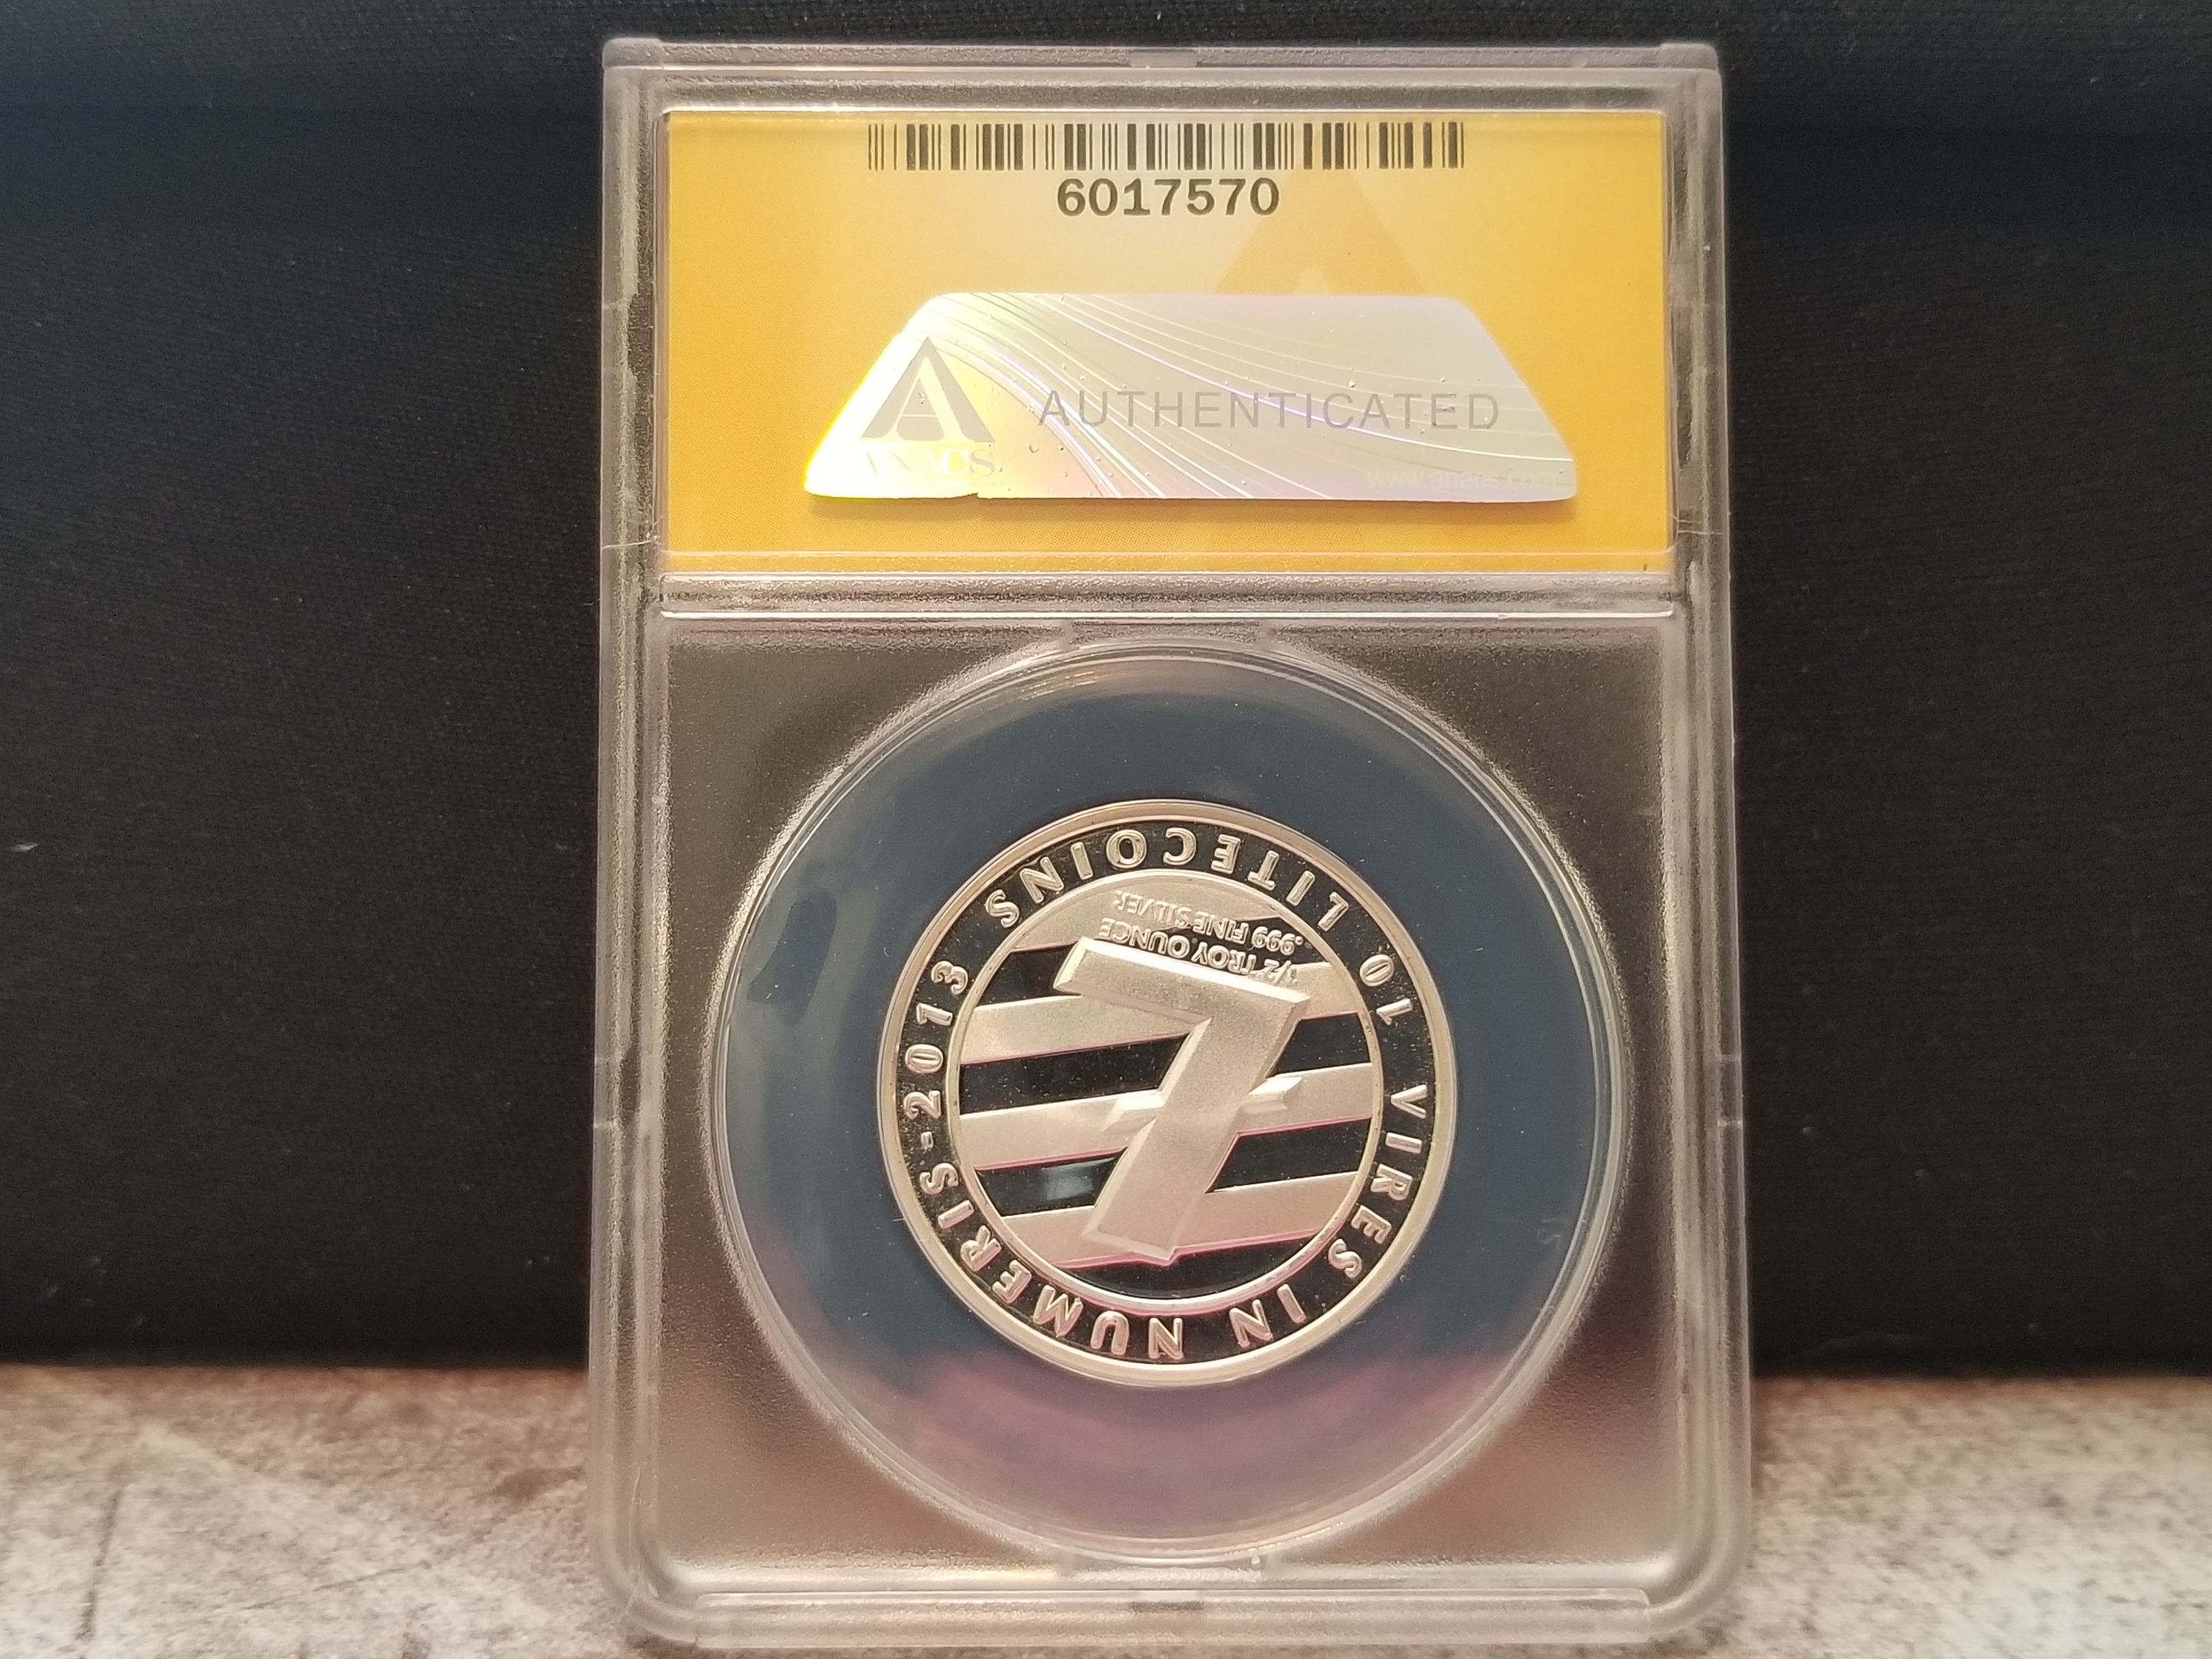 6017570
AUTHENTICATED
ANACS
www.anacs.com
10 LITECOINS
VIRES IN NUMERIS-2013
1/2 TROY OUNCE
.999 FINE SILVER